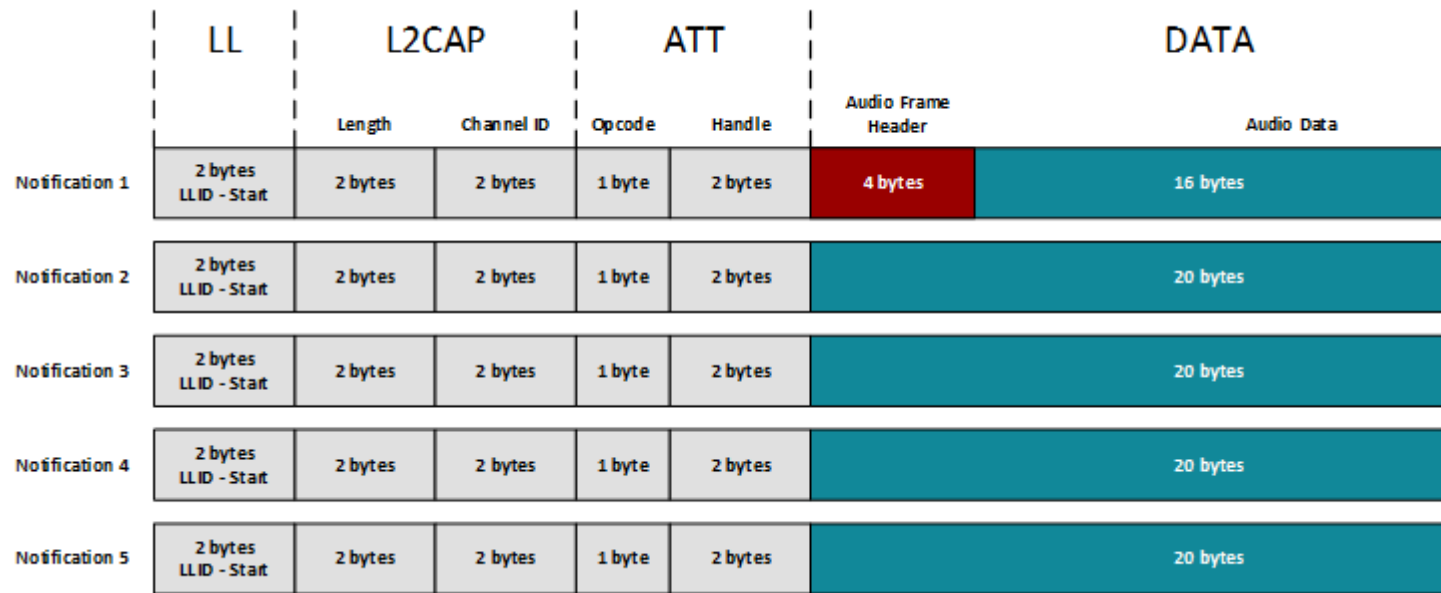 LL L2CAP ATT DATA
Length Channel ID Opcode Handle Audio Frame Header Audio Data
Notification 1 2 bytes LLID - Start 2 bytes 2 bytes 1 byte 2 bytes 4 bytes 16 bytes
Notification 2 2 bytes LLID - Start 2 bytes 2 bytes 1 byte 2 bytes 20 bytes
Notification 3 2 bytes LLID - Start 2 bytes 2 bytes 1 byte 2 bytes 20 bytes
Notification 4 2 bytes LLID - Start 2 bytes 2 bytes 1 byte 2 bytes 20 bytes
Notification 5 2 bytes LLID - Start 2 bytes 2 bytes 1 byte 2 bytes 20 bytes